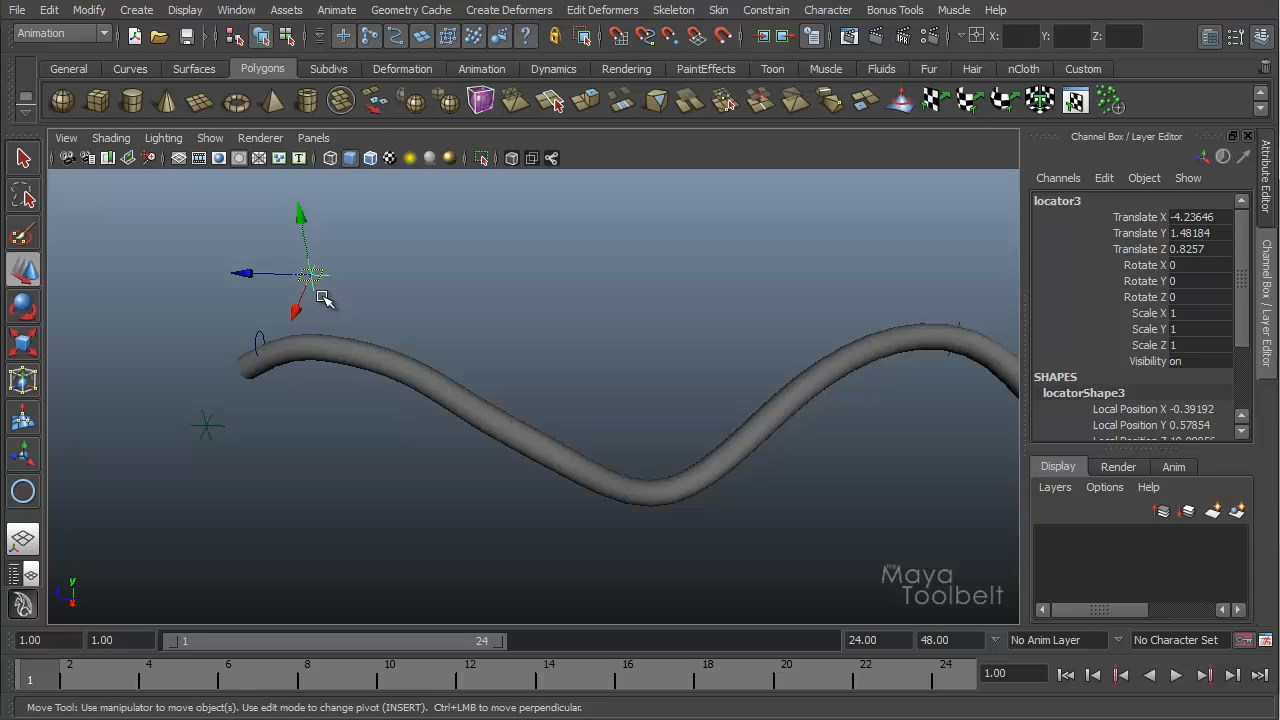 File Edit Modify Create Display Window Assets Animate Geometry Cache Create Deformers Edit Deformers Skeleton Skin Constrain Character Bonus Tools Muscle Help
Animation X: Y: Z:
General Curves Surfaces Polygons Subdivs Deformation Animation Dynamics Rendering PaintEffects Toon Muscle Fluids Fur Hair nCloth Custom
View Shading Lighting Show Renderer Panels
Channel Box / Layer Editor
Channels Edit Object Show
locator3
Translate X -4.23646
Translate Y 1.48184
Translate Z 0.8257
Rotate X 0
Rotate Y 0
Rotate Z 0
Scale X 1
Scale Y 1
Scale Z 1
Visibility on
SHAPES
locatorShape3
Local Position X -0.39192
Local Position Y 0.57854
Attribute Editor
Channel Box / Layer Editor
Display Render Anim
Layers Options Help
the
Maya
Toolbelt
y
z
x
1.00 1.00 1 24 24.00 48.00 No Anim Layer No Character Set
2 4 6 8 10 12 14 16 18 20 22 24
1 1.00
Move Tool: Use manipulator to move object(s). Use edit mode to change pivot (INSERT). Ctrl+LMB to move perpendicular.